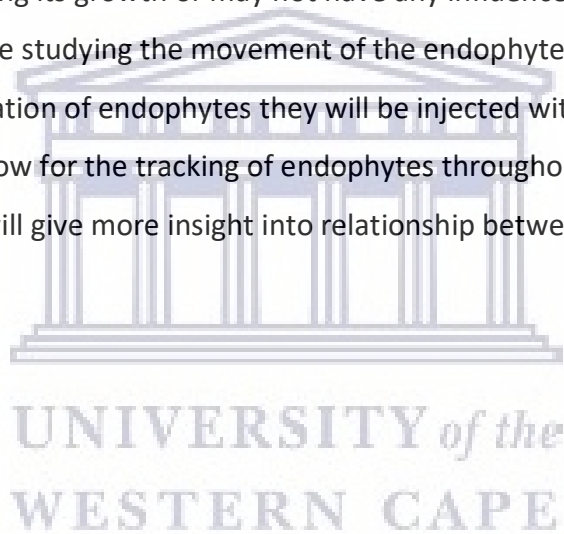 ng its growth or may not have any influence
e studying the movement of the endophyte
ation of endophytes they will be injected wit
ow for the tracking of endophytes througho
ill give more insight into relationship betwe
UNIVERSITY of the
WESTERN CAPE